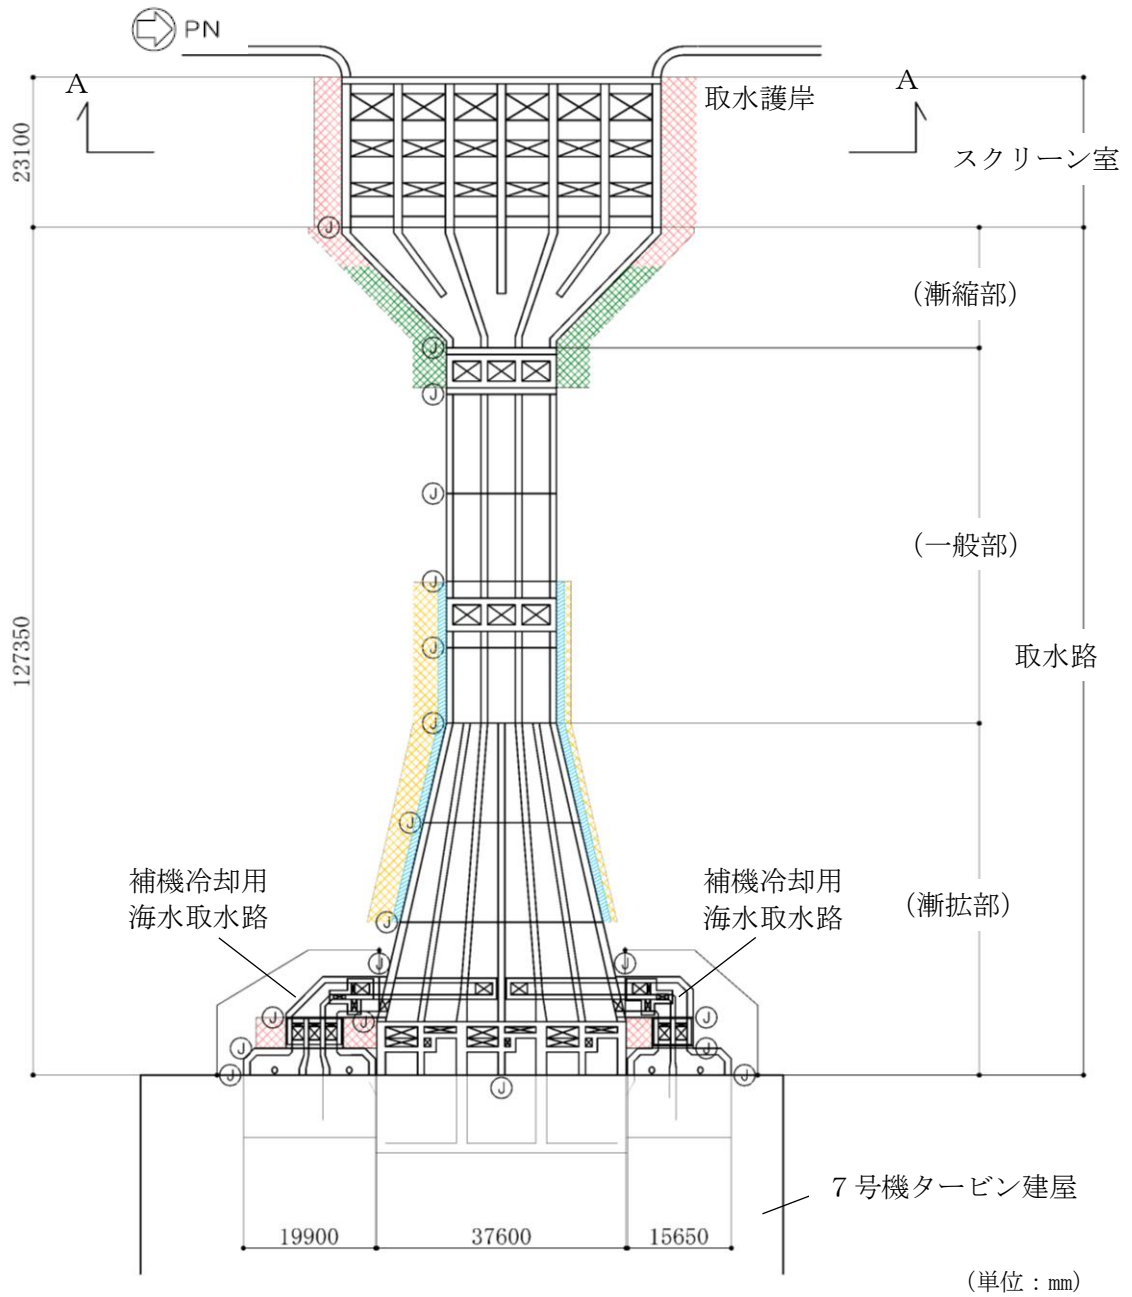 PN
A
A
取水護岸
23100
スクリーン室
J
(漸縮部)
J
J
J
(一般部)
J
127350
取水路
J
J
J
補機冷却用
海水取水路
補機冷却用
海水取水路
(漸拡部)
J
J
J
J
J
J
J
J
J
J
J
J
7号機タービン建屋
19900
37600
15650
(単位：mm)